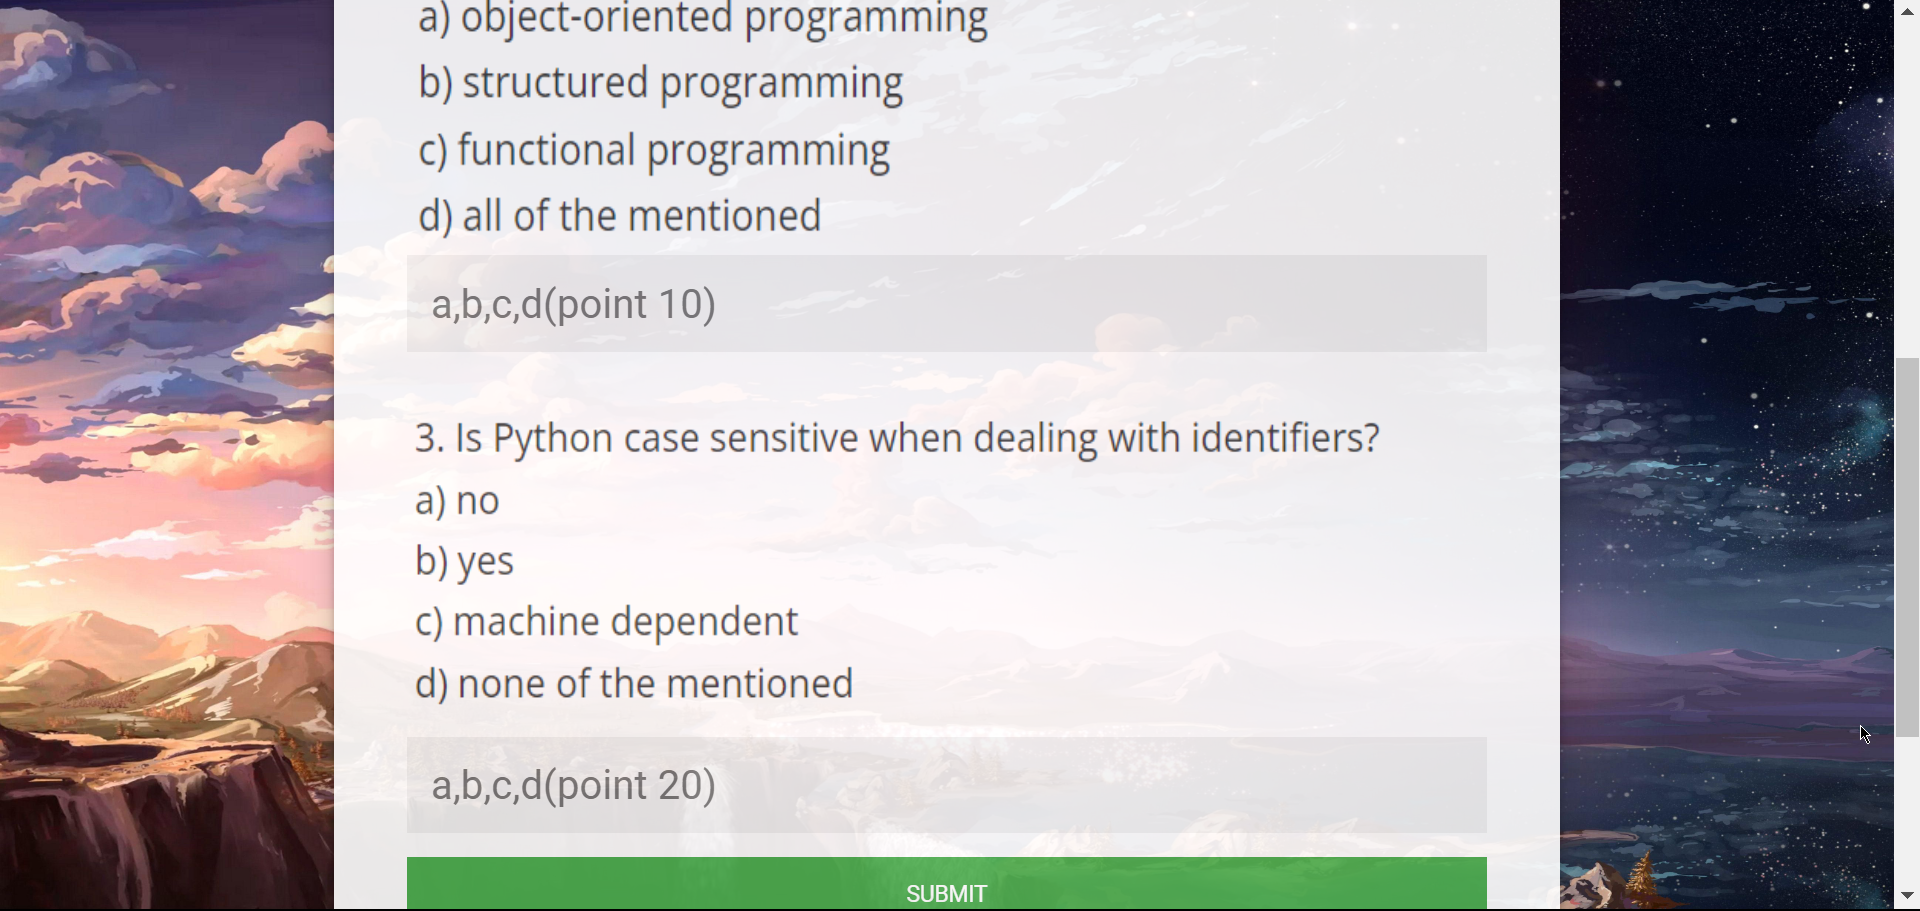 a) object-oriented programming
b) structured programming
c) functional programming
d) all of the mentioned
a,b,c,d(point 10)
3. Is Python case sensitive when dealing with identifiers?
a) no
b) yes
c) machine dependent
d) none of the mentioned
a,b,c,d(point 20)
SUBMIT